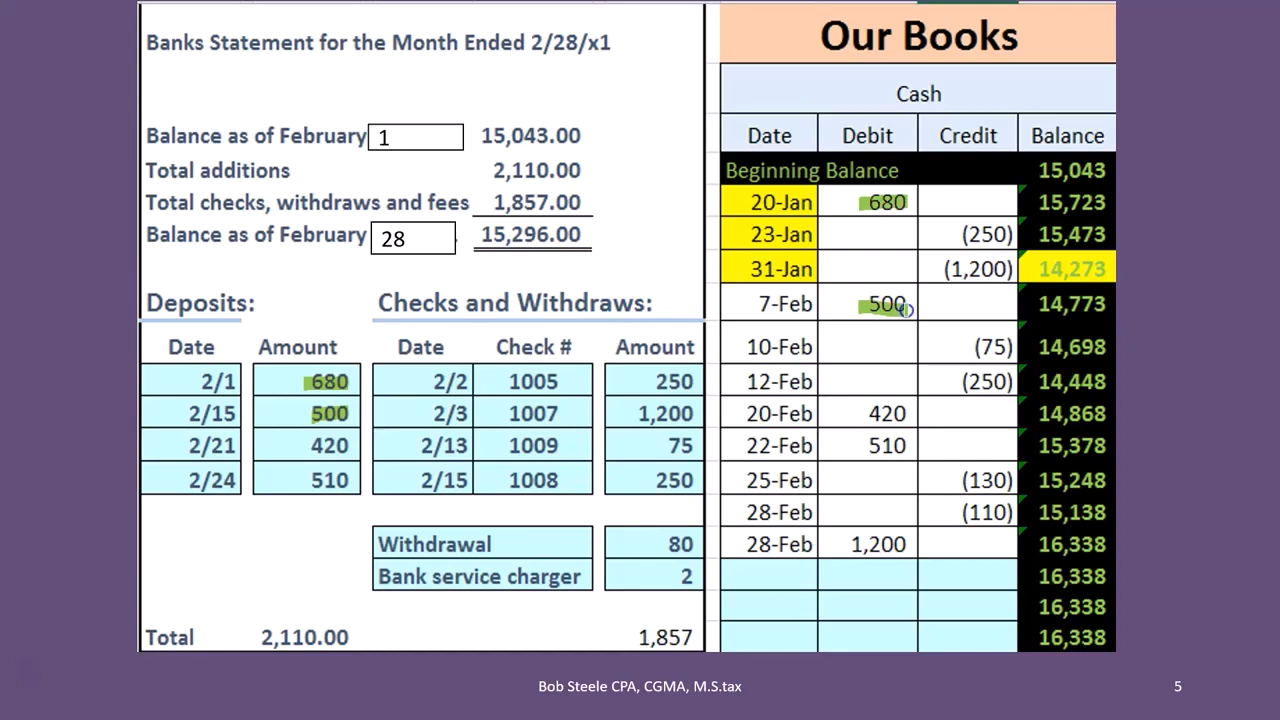 Banks Statement for the Month Ended 2/28/x1
Balance as of February 1 15,043.00
Total additions 2,110.00
Total checks, withdraws and fees 1,857.00
Balance as of February 28 15,296.00
Deposits: Checks and Withdraws:
Date Amount Date Check # Amount
2/1 680 2/2 1005 250
2/15 500 2/3 1007 1,200
2/21 420 2/13 1009 75
2/24 510 2/15 1008 250
Withdrawal 80
Bank service charger 2
Total 2,110.00 1,857
Our Books
Cash
Date Debit Credit Balance
Beginning Balance 15,043
20-Jan 680 15,723
23-Jan (250) 15,473
31-Jan (1,200) 14,273
7-Feb 500 14,773
10-Feb (75) 14,698
12-Feb (250) 14,448
20-Feb 420 14,868
22-Feb 510 15,378
25-Feb (130) 15,248
28-Feb (110) 15,138
28-Feb 1,200 16,338
16,338
16,338
16,338
Bob Steele CPA, CGMA, M.S.tax 5